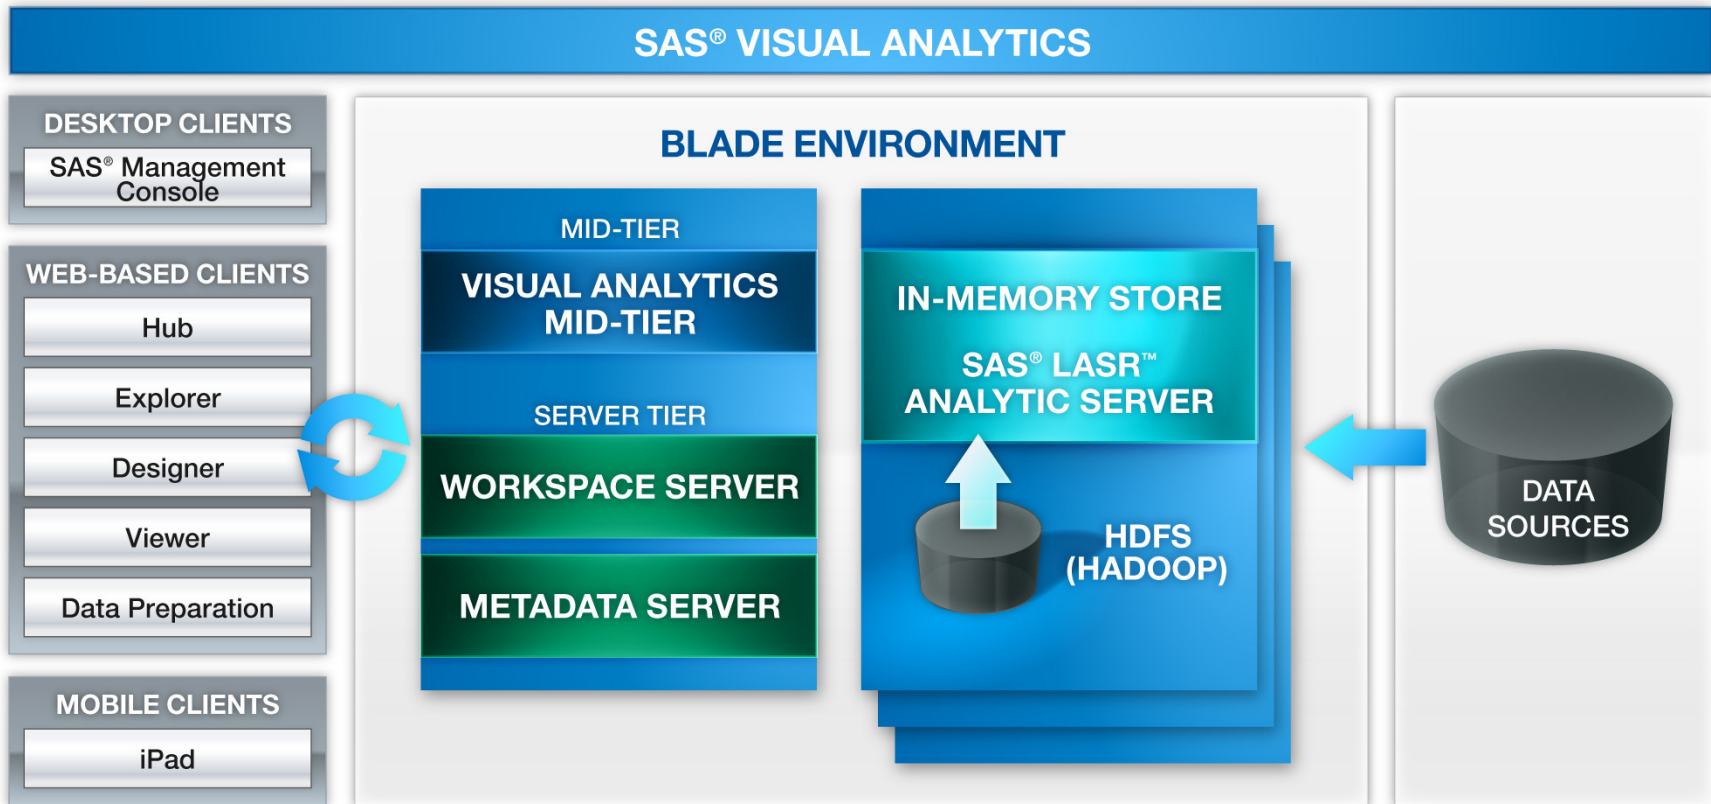 SAS® VISUAL ANALYTICS
DESKTOP CLIENTS
SAS® Management
Console
WEB-BASED CLIENTS
Hub
Explorer
Designer
Viewer
Data Preparation
MOBILE CLIENTS
iPad
BLADE ENVIRONMENT
MID-TIER
VISUAL ANALYTICS
MID-TIER
SERVER TIER
WORKSPACE SERVER
METADATA SERVER
IN-MEMORY STORE
SAS® LASR™
ANALYTIC SERVER
HDFS
(HADOOP)
DATA
SOURCES